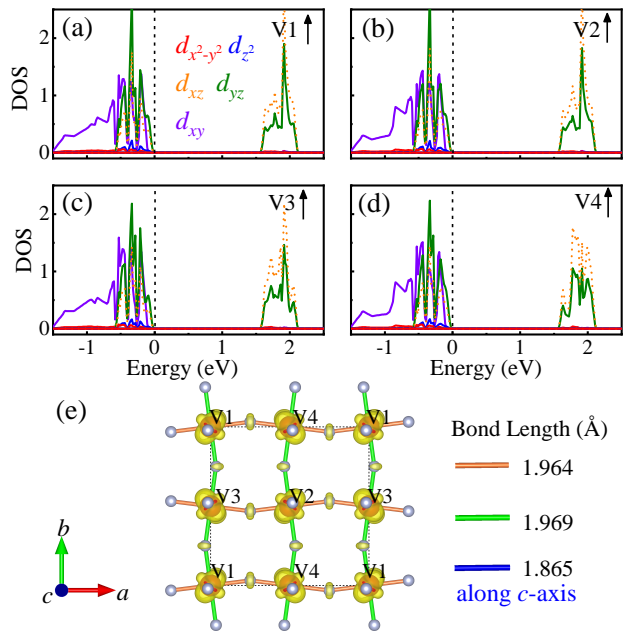 (a) V1↑ (b) V2↑
DOS
2
1
0
d_{x²-y²} d_{z²}
d_{xz} d_{yz}
d_{xy}
(c) V3↑ (d) V4↑
DOS
2
1
0
-1 0 1 2 -1 0 1 2
Energy (eV) Energy (eV)
(e)
V1 V4 V1
V3 V2 V3
V1 V4 V1
b
c a
Bond Length (Å)
1.964
1.969
1.865
along c-axis